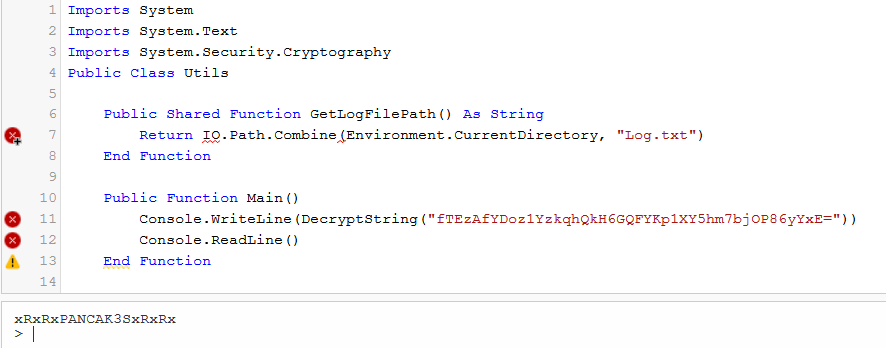 1 Imports System
2 Imports System.Text
3 Imports System.Security.Cryptography
4 Public Class Utils
5
6 Public Shared Function GetLogFilePath() As String
7 Return IO.Path.Combine(Environment.CurrentDirectory, "Log.txt")
8 End Function
9
10 Public Function Main()
11 Console.WriteLine(DecryptString("fTEzAfYDoz1YzkqhQkH6GQFYKp1XY5hm7bjOP86yYxE="))
12 Console.ReadLine()
13 End Function
14
xRxRxPANCAK3SxRxRx
>